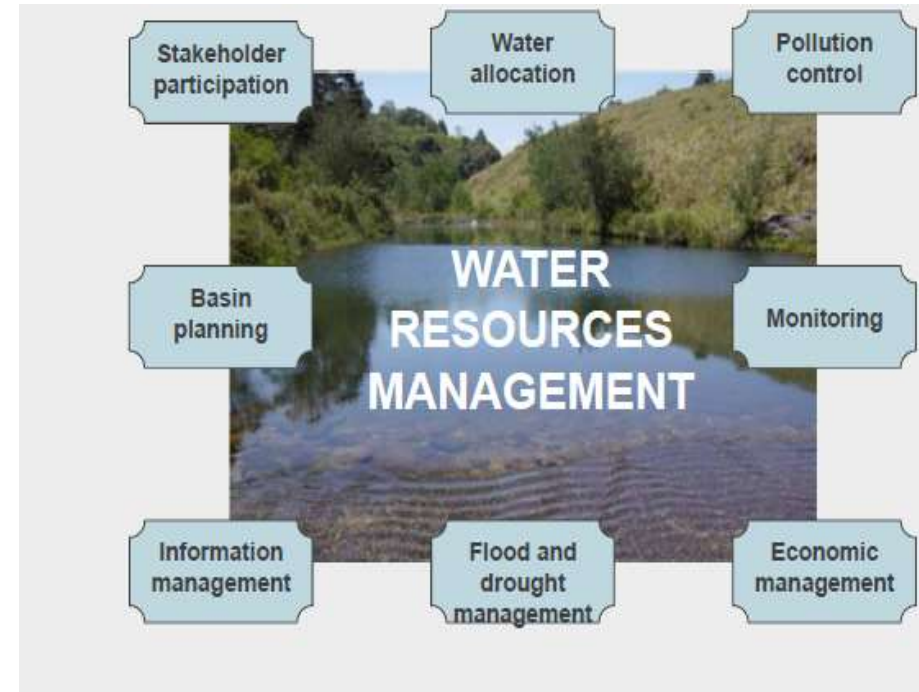 Stakeholder
participation
Water
allocation
Pollution
control
Basin
planning
WATER
RESOURCES
MANAGEMENT
Monitoring
Information
management
Flood and
drought
management
Economic
management